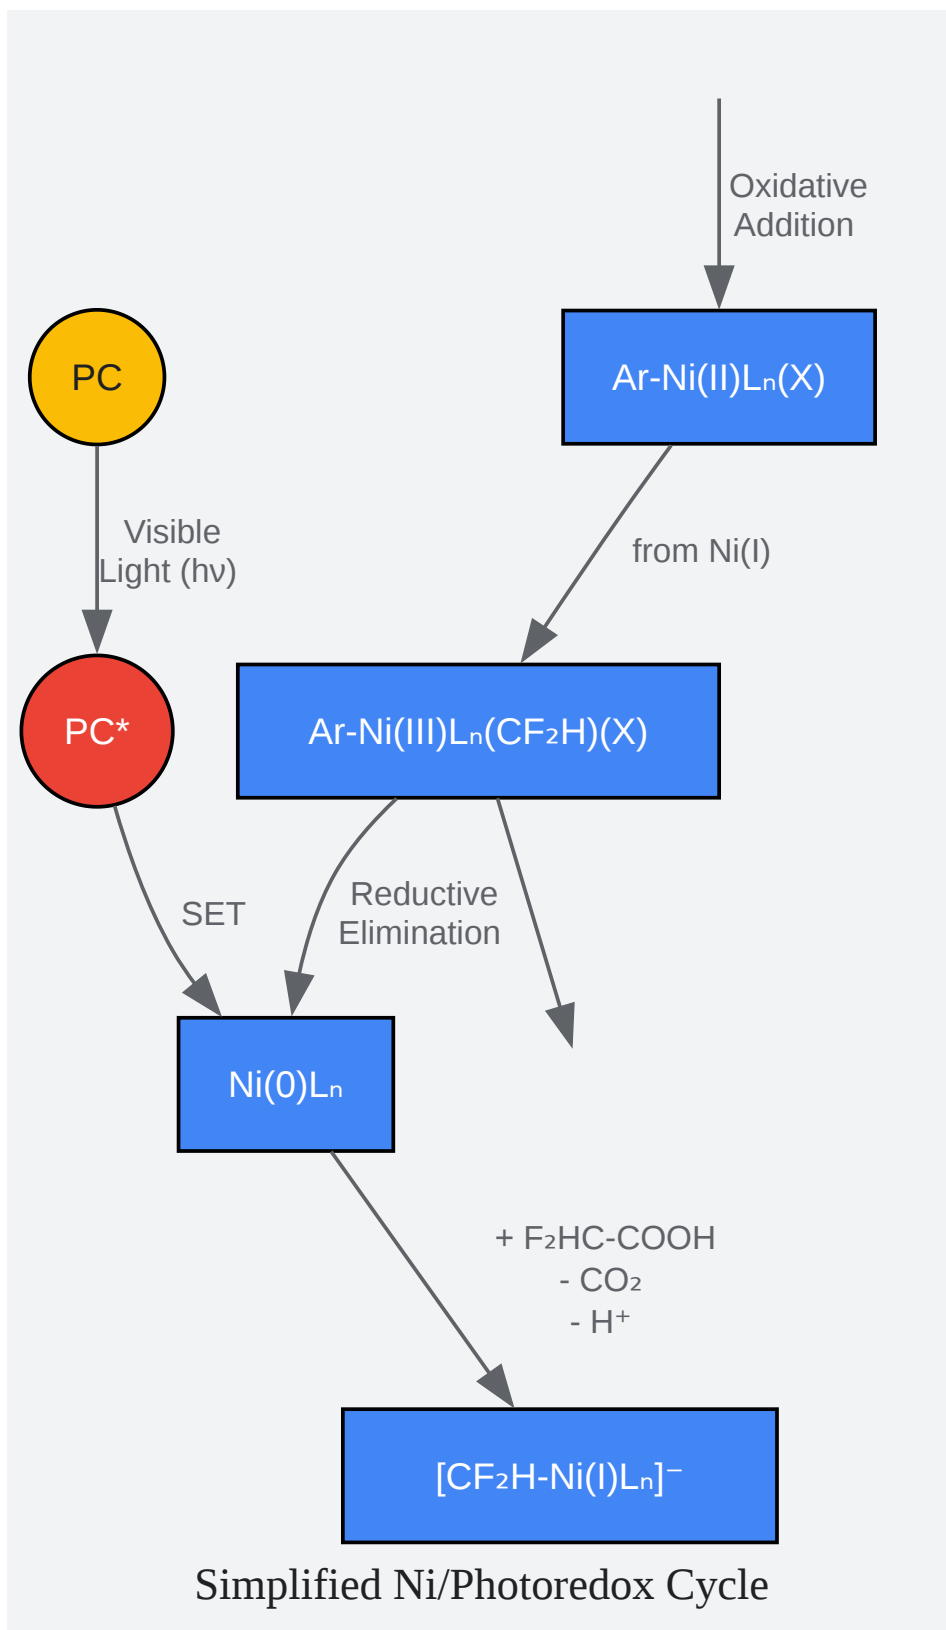 Oxidative
Addition
PC
Ar-Ni(II)Lₙ(X)
Visible
Light (hν)
from Ni(I)
PC*
Ar-Ni(III)Lₙ(CF₂H)(X)
SET
Reductive
Elimination
Ni(0)Lₙ
+ F₂HC-COOH
- CO₂
- H⁺
[CF₂H-Ni(I)Lₙ]⁻
Simplified Ni/Photoredox Cycle